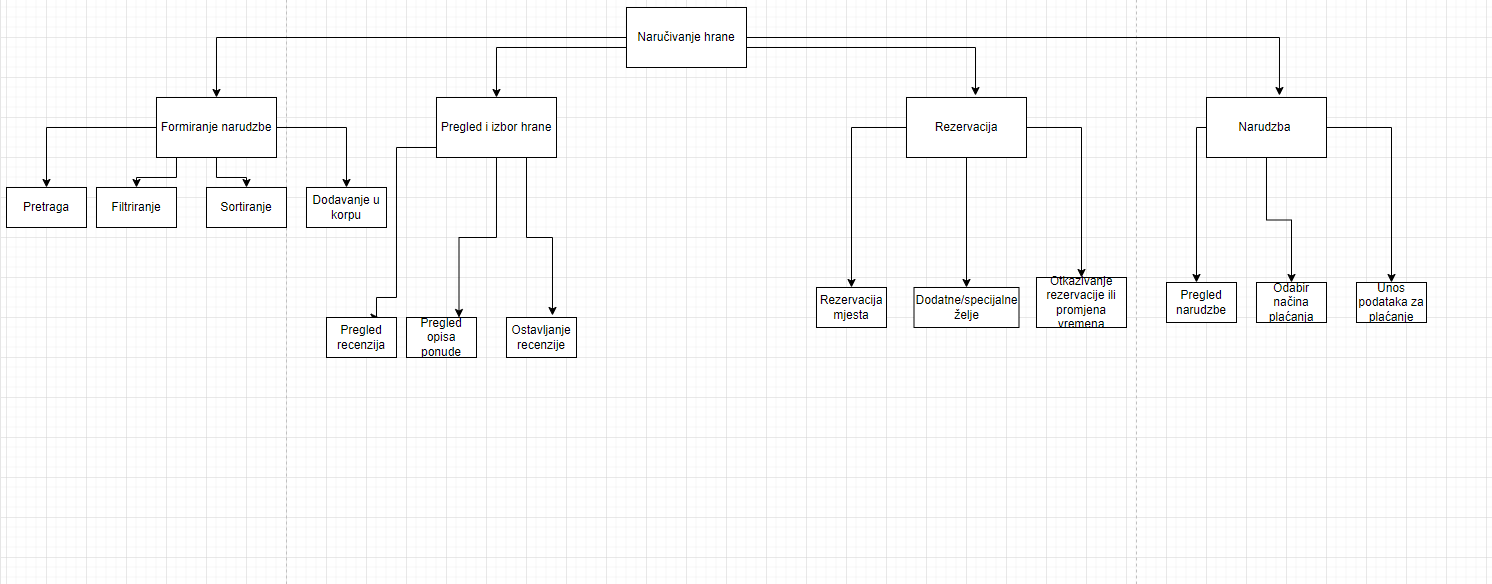 Naručivanje hrane
Formiranje narudzbe
Pregled i izbor hrane
Rezervacija
Narudzba
Pretraga
Filtriranje
Sortiranje
Dodavanje u
korpu
Pregled
recenzija
Pregled
opisa
ponude
Ostavljanje
recenzije
Rezervacija
mjesta
Dodatne/specijalne
želje
Otkazivanje
rezervacije ili
promjena
vremena
Pregled
narudzbe
Odabir
načina
plaćanja
Unos
podataka za
plaćanje